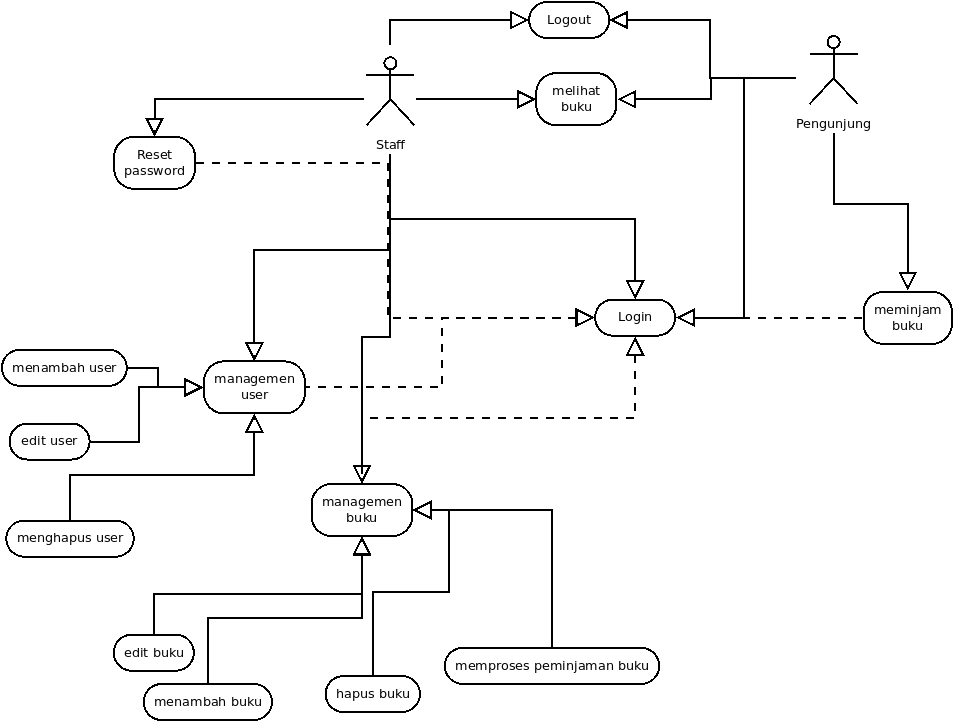 Logout
melihat
buku
Pengunjung
Staff
Reset
password
Login
meminjam
buku
menambah user
managemen
user
edit user
managemen
buku
menghapus user
edit buku
memproses peminjaman buku
menambah buku
hapus buku